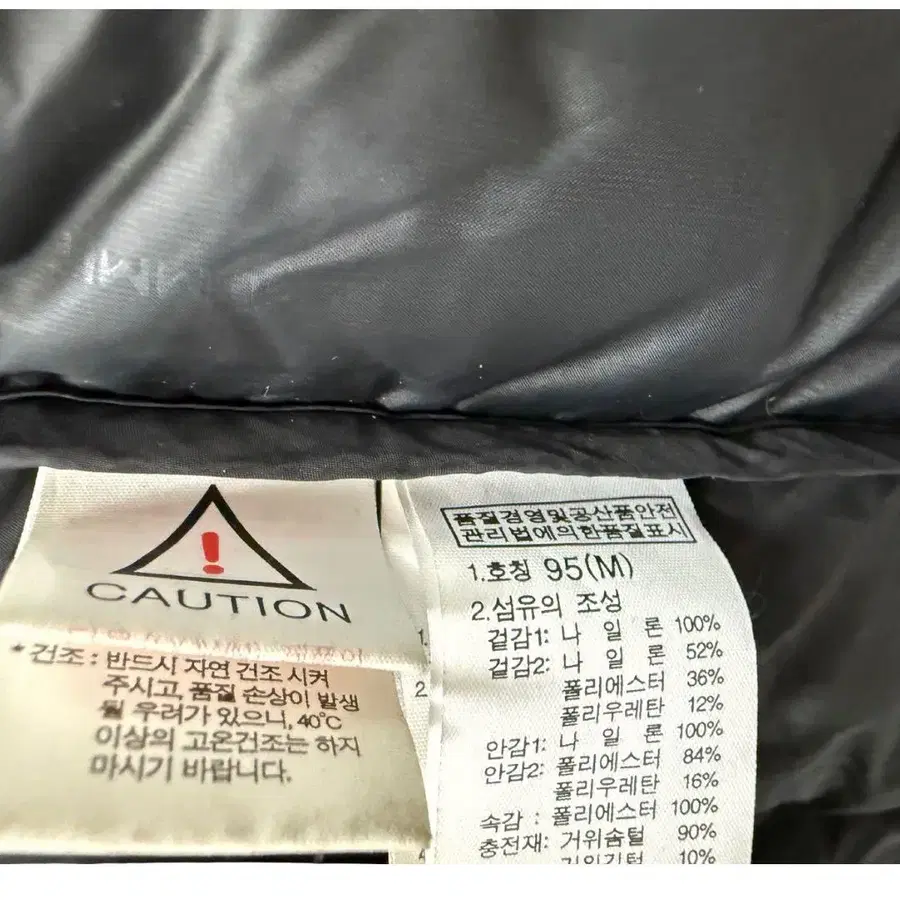 CAUTION
*건조 : 반드시 자연 건조 시켜
주시고, 품질 손상이 발생
될 우려가 있으니, 40℃
이상의 고온건조는 하지
마시기 바랍니다.
1.
2
품질경영및공산품안전
관리법에의한품질표시
1.호칭 95(M)
2.섬유의 조성
겉감1: 나 일 론 100%
겉감2: 나 일 론 52%
폴리에스터 36%
폴리우레탄 12%
안감1: 나 일 론 100%
안감2: 폴리에스터 84%
폴리우레탄 16%
속감 : 폴리에스터 100%
충전재: 거위솜털 90%
거위깃털 10%